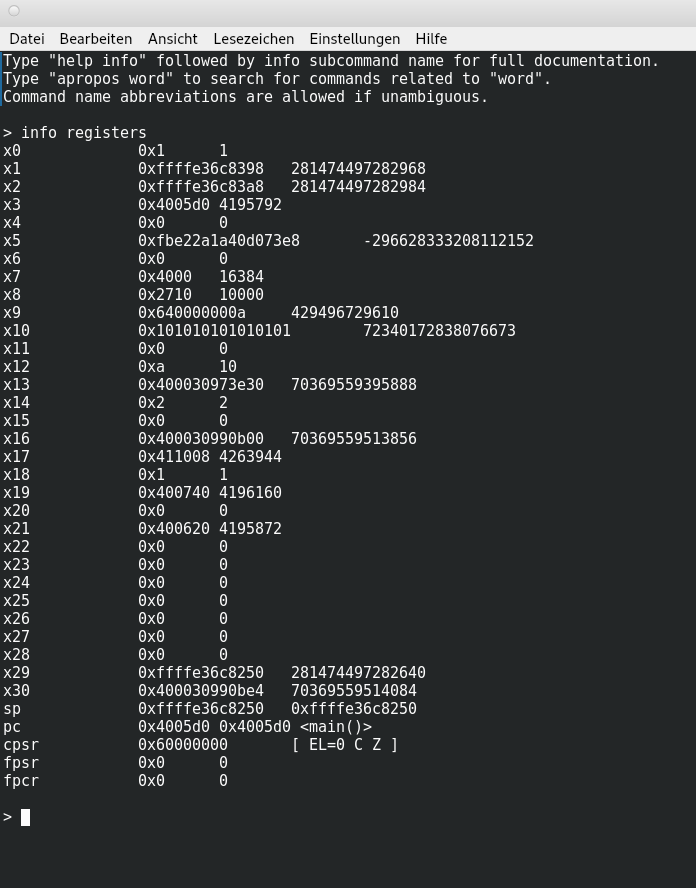 Datei Bearbeiten Ansicht Lesezeichen Einstellungen Hilfe
Type "help info" followed by info subcommand name for full documentation.
Type "apropos word" to search for commands related to "word".
Command name abbreviations are allowed if unambiguous.
> info registers
x0 0x1 1
x1 0xffffe36c8398 281474497282968
x2 0xffffe36c83a8 281474497282984
x3 0x4005d0 4195792
x4 0x0 0
x5 0xfbe22a1a40d073e8 -296628333208112152
x6 0x0 0
x7 0x4000 16384
x8 0x2710 10000
x9 0x640000000a 429496729610
x10 0x101010101010101 72340172838076673
x11 0x0 0
x12 0xa 10
x13 0x400030973e30 70369559395888
x14 0x2 2
x15 0x0 0
x16 0x400030990b00 70369559513856
x17 0x411008 4263944
x18 0x1 1
x19 0x400740 4196160
x20 0x0 0
x21 0x400620 4195872
x22 0x0 0
x23 0x0 0
x24 0x0 0
x25 0x0 0
x26 0x0 0
x27 0x0 0
x28 0x0 0
x29 0xffffe36c8250 281474497282640
x30 0x400030990be4 70369559514084
sp 0xffffe36c8250 0xffffe36c8250
pc 0x4005d0 0x4005d0 <main()>
cpsr 0x60000000 [ EL=0 C Z ]
fpsr 0x0 0
fpcr 0x0 0
>